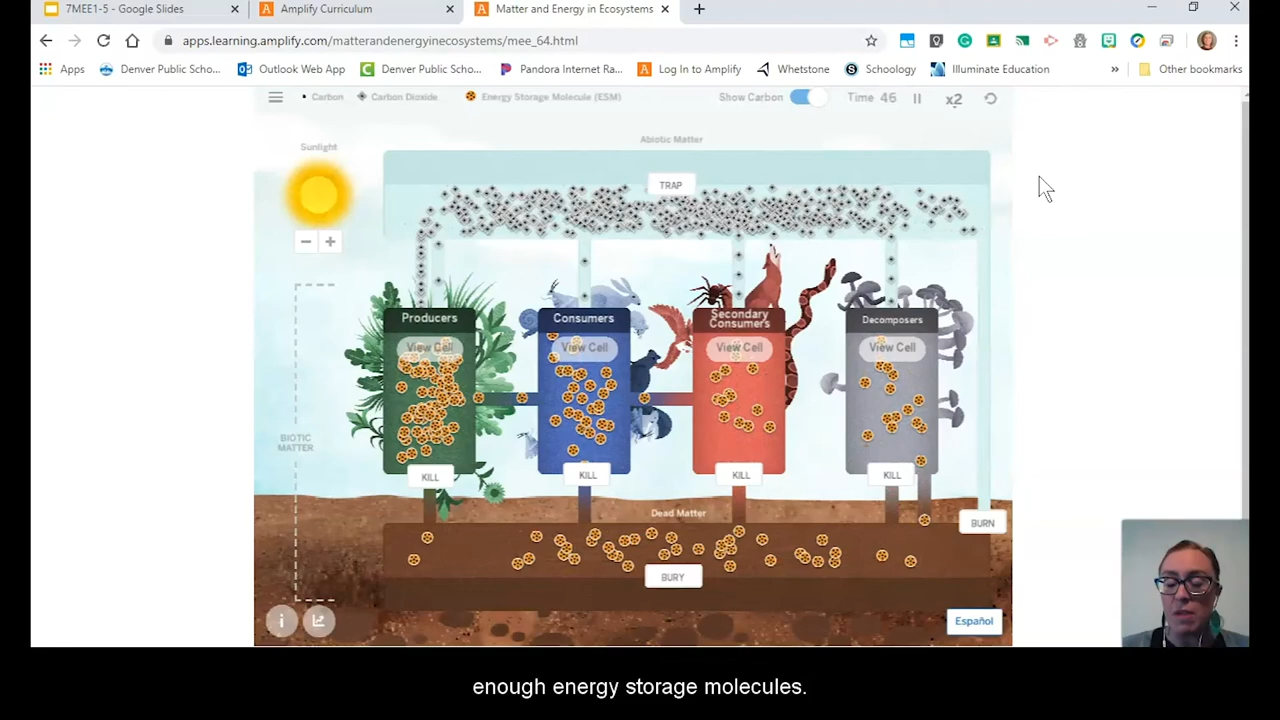 7MEE1-5 - Google Slides
Amplify Curriculum
Matter and Energy in Ecosystems
apps.learning.amplify.com/matterandenergyinecosystems/mee_64.html
Apps
Denver Public Scho...
Outlook Web App
Denver Public Scho...
Pandora Internet Ra...
Log In to Amplify
Whetstone
Schoology
Illuminate Education
»
Other bookmarks
Carbon
Carbon Dioxide
Energy Storage Molecule (ESM)
Show Carbon
Time 46
x2
Abiotic Matter
Sunlight
TRAP
Producers
Consumers
Secondary
Consumers
Decomposers
View Cell
View Cell
View Cell
View Cell
BIOTIC
MATTER
KILL
KILL
KILL
KILL
Dead Matter
BURN
BURY
Español
enough energy storage molecules.